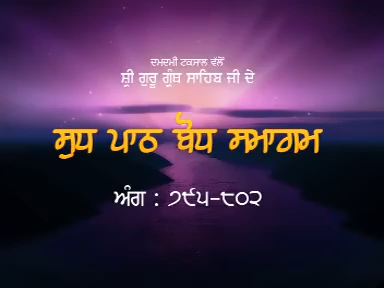 ਦਮਦਮੀ ਟਕਸਾਲ ਵੱਲੋਂ
ਸ਼੍ਰੀ ਗੁਰੂ ਗ੍ਰੰਥ ਸਾਹਿਬ ਜੀ ਦੇ
ਸੁਧ ਪਾਠ ਬੋਧ ਸਮਾਗਮ
ਅੰਗ : ੭੯੫-੮੦੨